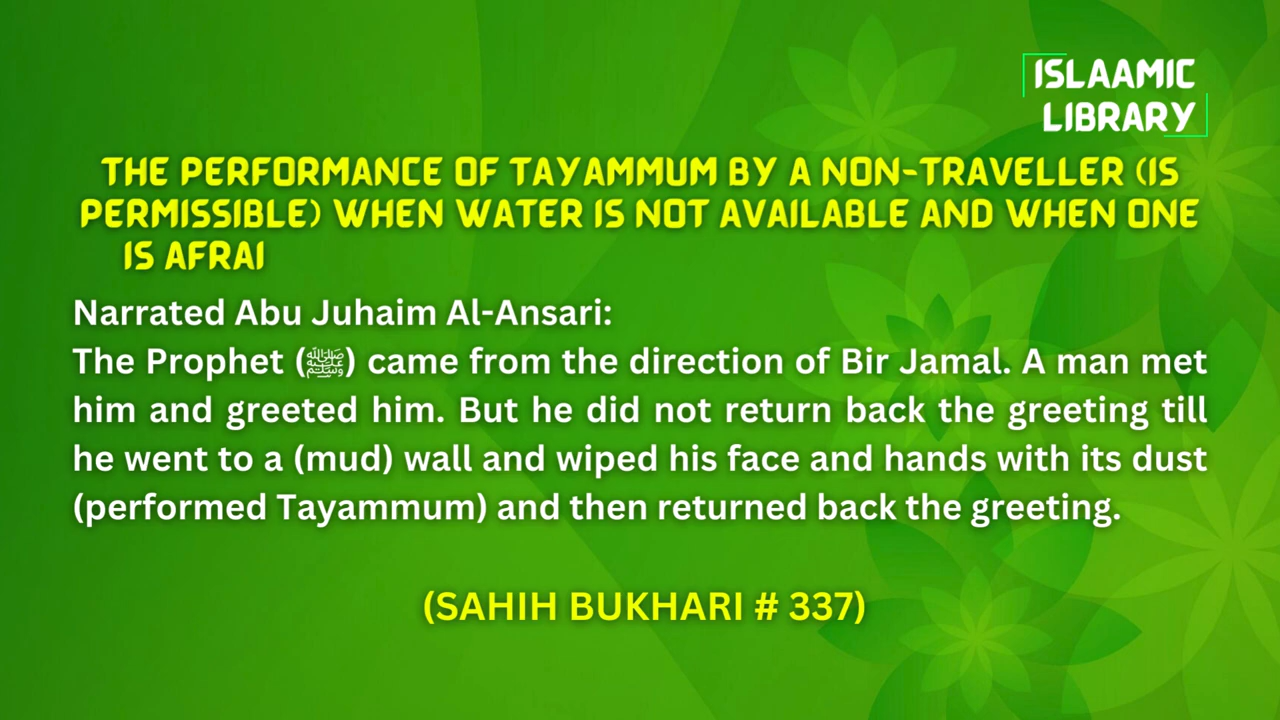 ISLAAMIC
LIBRARY
THE PERFORMANCE OF TAYAMMUM BY A NON-TRAVELLER (IS
PERMISSIBLE) WHEN WATER IS NOT AVAILABLE AND WHEN ONE
IS AFRAI
Narrated Abu Juhaim Al-Ansari:
The Prophet (ﷺ) came from the direction of Bir Jamal. A man met
him and greeted him. But he did not return back the greeting till
he went to a (mud) wall and wiped his face and hands with its dust
(performed Tayammum) and then returned back the greeting.
(SAHIH BUKHARI # 337)